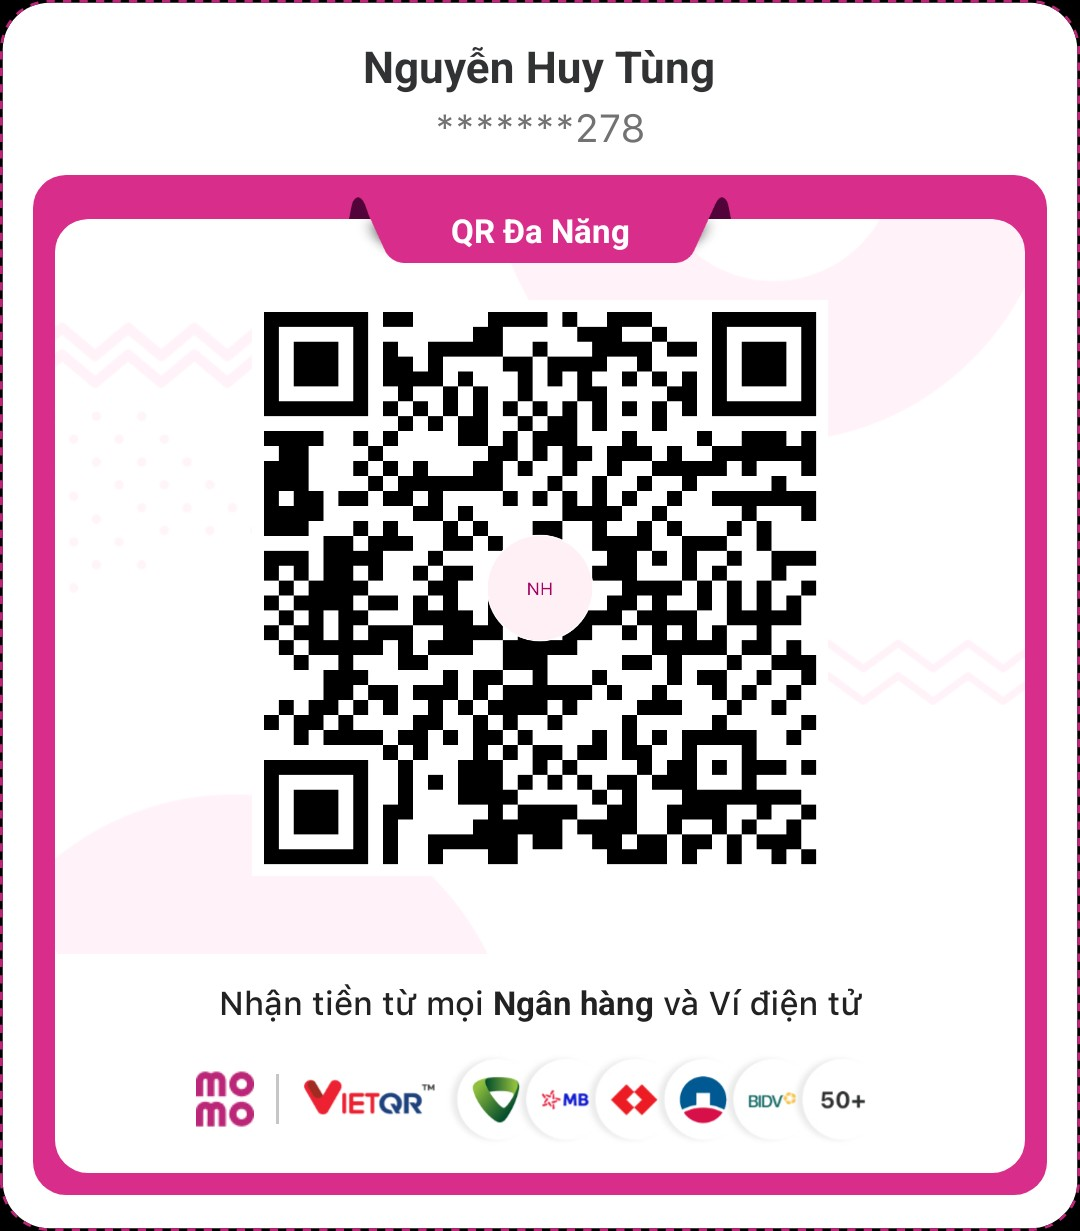 Nguyễn Huy Tùng
*******278
QR Đa Năng
NH
Nhận tiền từ mọi Ngân hàng và Ví điện tử
momo VIETQR™ MB BIDV 50+